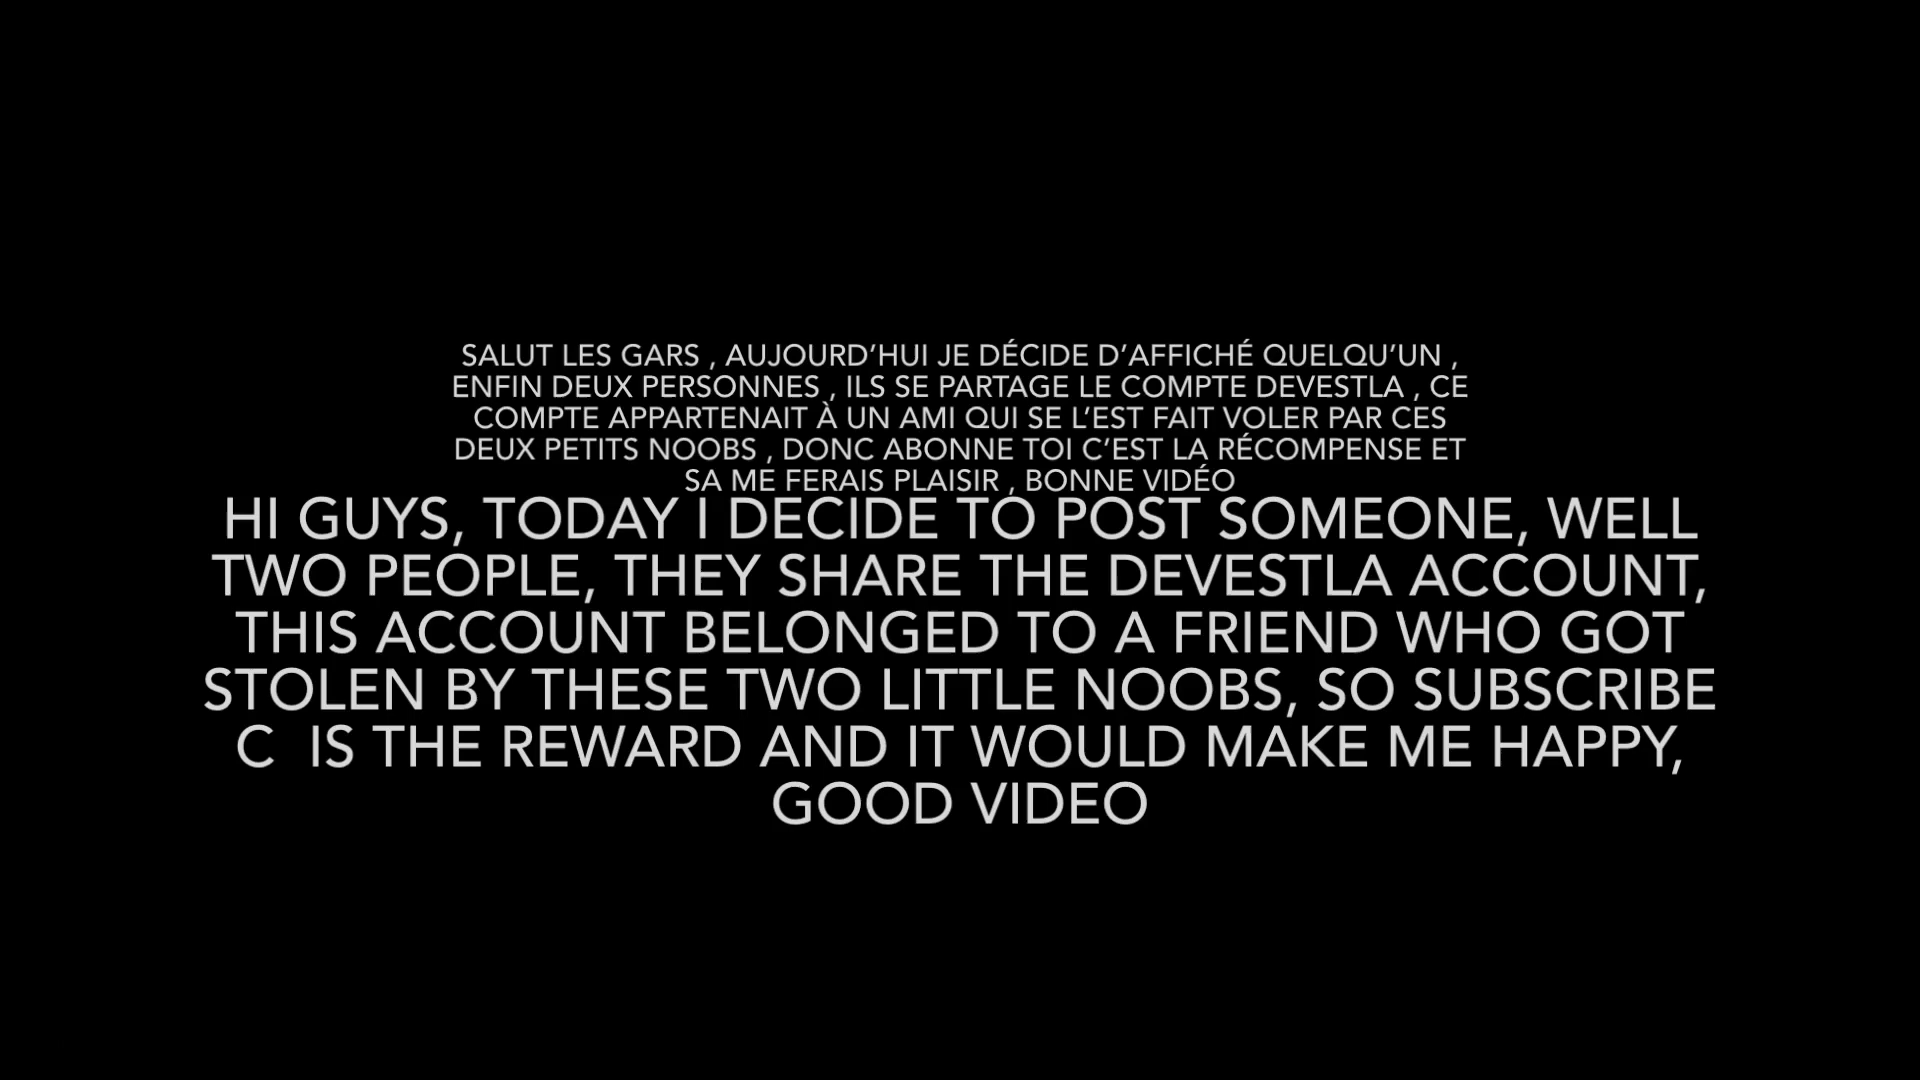 SALUT LES GARS , AUJOURD’HUI JE DÉCIDE D’AFFICHÉ QUELQU’UN ,
ENFIN DEUX PERSONNES , ILS SE PARTAGE LE COMPTE DEVESTLA , CE
COMPTE APPARTENAIT À UN AMI QUI SE L’EST FAIT VOLER PAR CES
DEUX PETITS NOOBS , DONC ABONNE TOI C’EST LA RÉCOMPENSE ET
SA ME FERAIS PLAISIR , BONNE VIDÉO
HI GUYS, TODAY I DECIDE TO POST SOMEONE, WELL
TWO PEOPLE, THEY SHARE THE DEVESTLA ACCOUNT,
THIS ACCOUNT BELONGED TO A FRIEND WHO GOT
STOLEN BY THESE TWO LITTLE NOOBS, SO SUBSCRIBE
C  IS THE REWARD AND IT WOULD MAKE ME HAPPY,
GOOD VIDEO